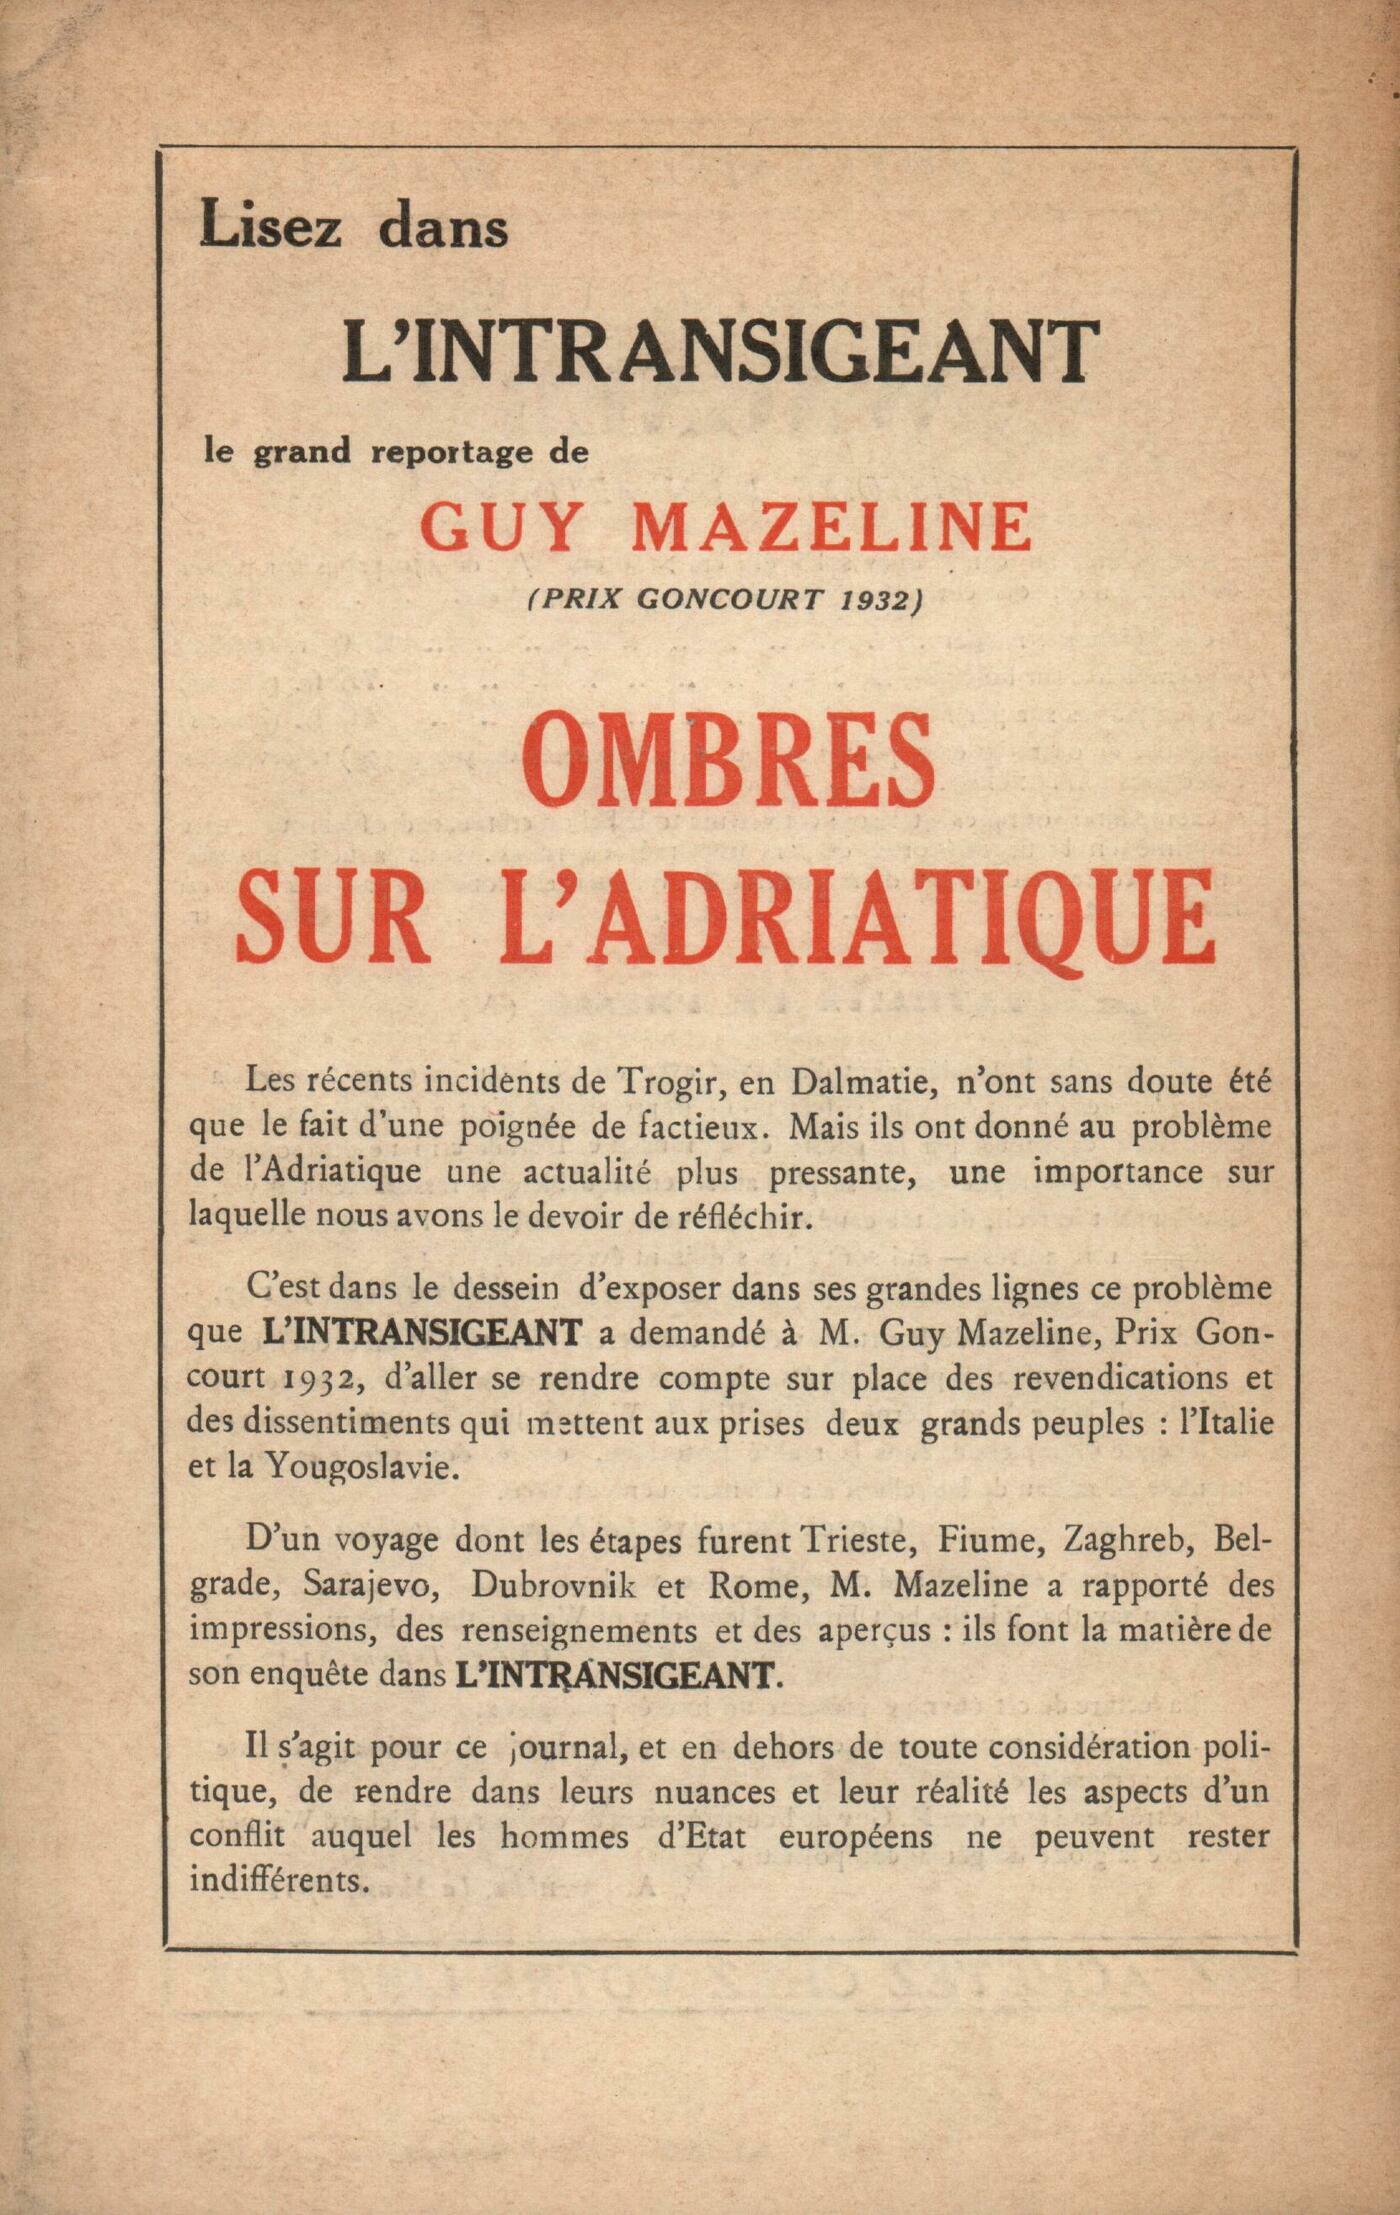 Lisez dans
L'INTRANSIGEANT
le grand reportage de
GUY MAZELINE
(PRIX GONCOURT 1932)
OMBRES
SUR L'ADRIATIQUE
Les récents incidents de Trogir, en Dalmatie, n'ont sans doute été
que le fait d'une poignée de factieux. Mais ils ont donné au problème
de l'Adriatique une actualité plus pressante, une importance sur
laquelle nous avons le devoir de réfléchir.
C'est dans le dessein d'exposer dans ses grandes lignes ce problème
que L'INTRANSIGEANT a demandé à M. Guy Mazeline, Prix Gon-
court 1932, d'aller se rendre compte sur place des revendications et
des dissentiments qui mettent aux prises deux grands peuples : l'Italie
et la Yougoslavie.
D'un voyage dont les étapes furent Trieste, Fiume, Zaghreb, Bel-
grade, Sarajevo, Dubrovnik et Rome, M. Mazeline a rapporté des
impressions, des renseignements et des aperçus : ils font la matière de
son enquête dans L'INTRANSIGEANT.
Il s'agit pour ce journal, et en dehors de toute considération poli-
tique, de rendre dans leurs nuances et leur réalité les aspects d'un
conflit auquel les hommes d'Etat européens ne peuvent rester
indifférents.